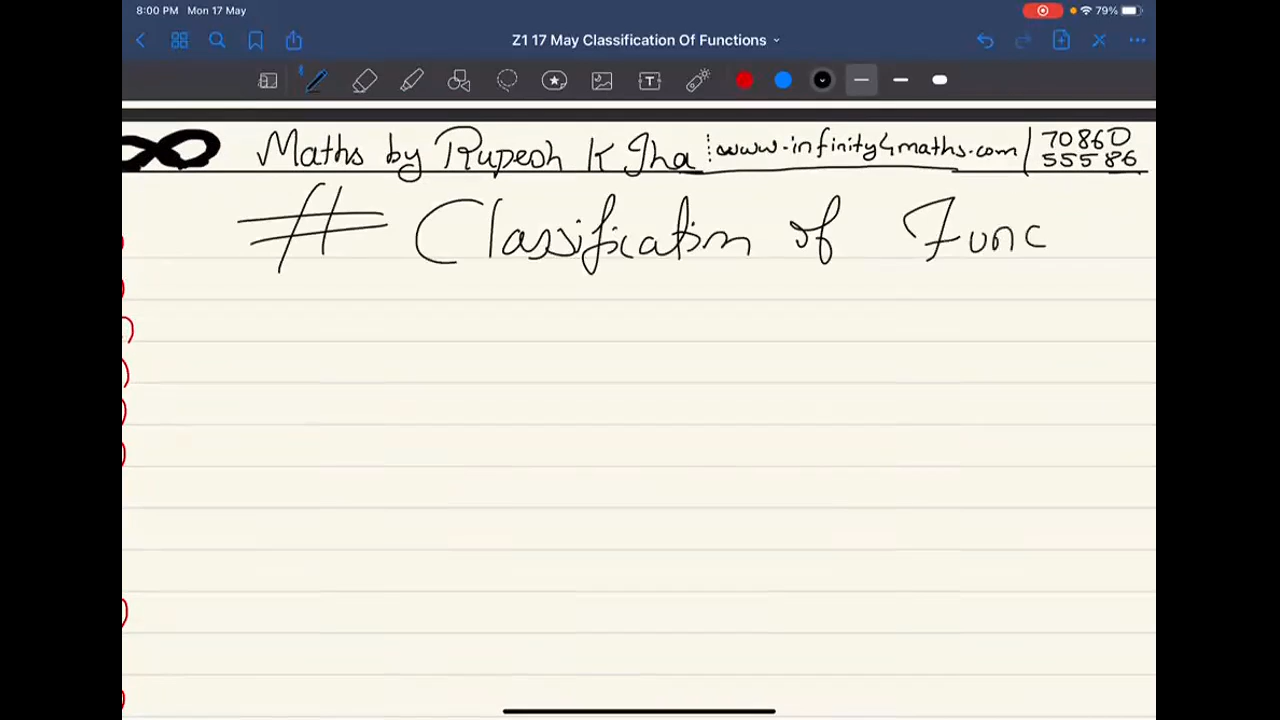 8:00 PM Mon 17 May 79%
Z1 17 May Classification Of Functions
T
Maths by Rupesh K Jha www.infinity4maths.com 70860
55586
# Classification of Func